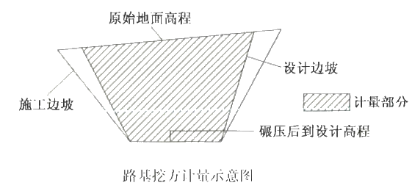 原始地面高程
设计边坡
施工边坡
计量部分
碾压后到设计高程
路基挖方计量示意图